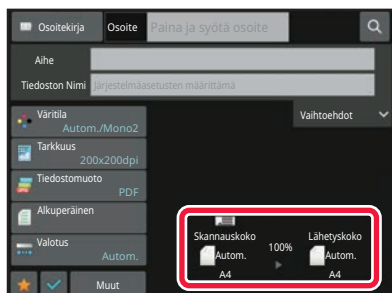 Osoitekirja Osoite Paina ja syötä osoite
Aihe
Tiedoston Nimi Järjestelmäasetusten määrittämä
Väritila
Autom./Mono2
Vaihtoehdot
Tarkkuus
200x200dpi
Tiedostomuoto
PDF
Alkuperäinen
Valotus
Autom.
Skannauskoko 100% Lähetyskoko
Autom. Autom.
A4 A4
Muut